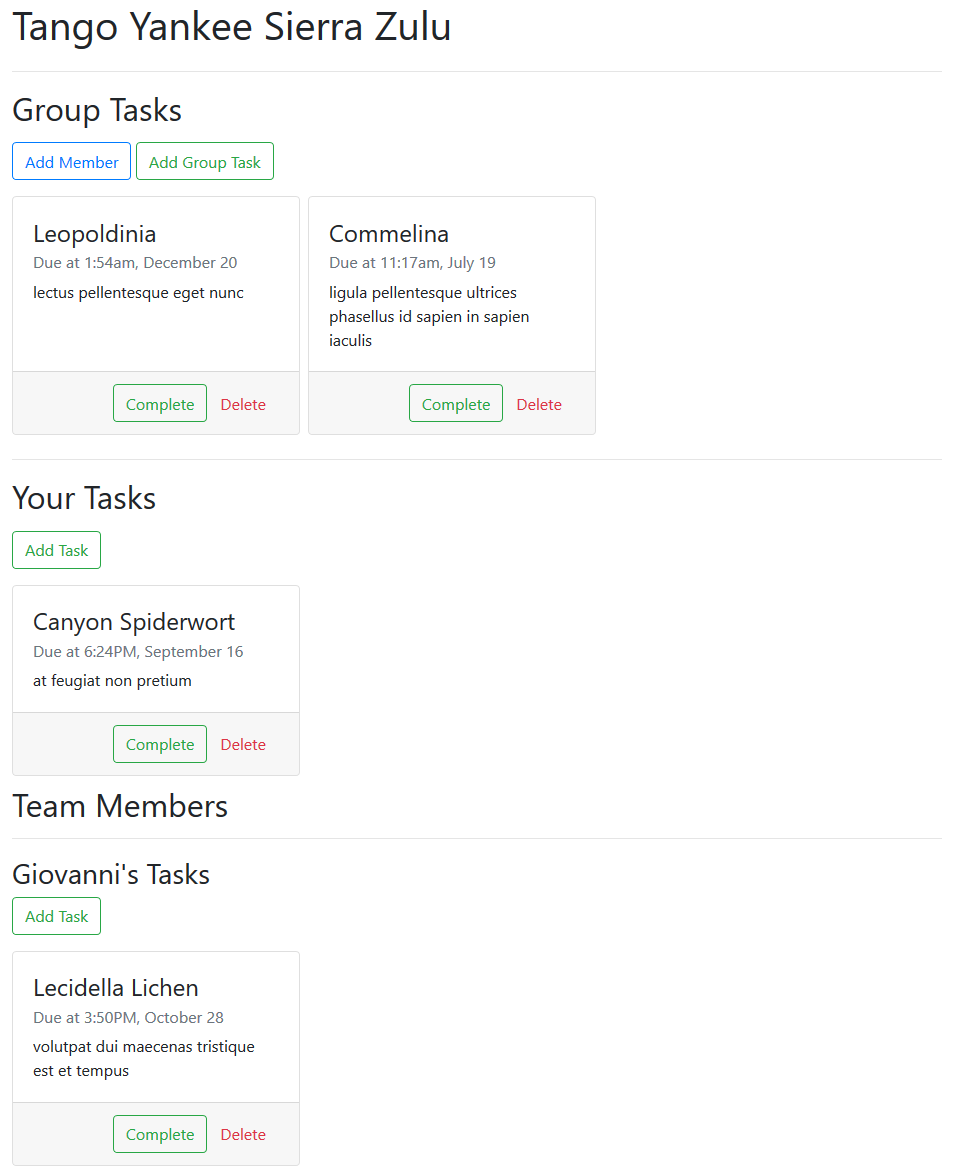 Tango Yankee Sierra Zulu
Group Tasks
Add Member
Add Group Task
Leopoldinia
Due at 1:54am, December 20
lectus pellentesque eget nunc
Complete
Delete
Commelina
Due at 11:17am, July 19
ligula pellentesque ultrices
phasellus id sapien in sapien
iaculis
Complete
Delete
Your Tasks
Add Task
Canyon Spiderwort
Due at 6:24PM, September 16
at feugiat non pretium
Complete
Delete
Team Members
Giovanni's Tasks
Add Task
Lecidella Lichen
Due at 3:50PM, October 28
volutpat dui maecenas tristique
est et tempus
Complete
Delete